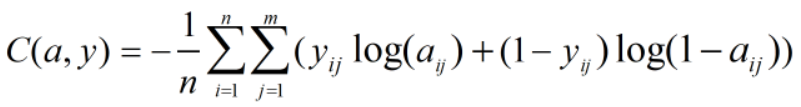 C(a, y) = -\frac{1}{n} \sum_{i=1}^{n} \sum_{j=1}^{m} (y_{ij} \log(a_{ij}) + (1 - y_{ij}) \log(1 - a_{ij}))